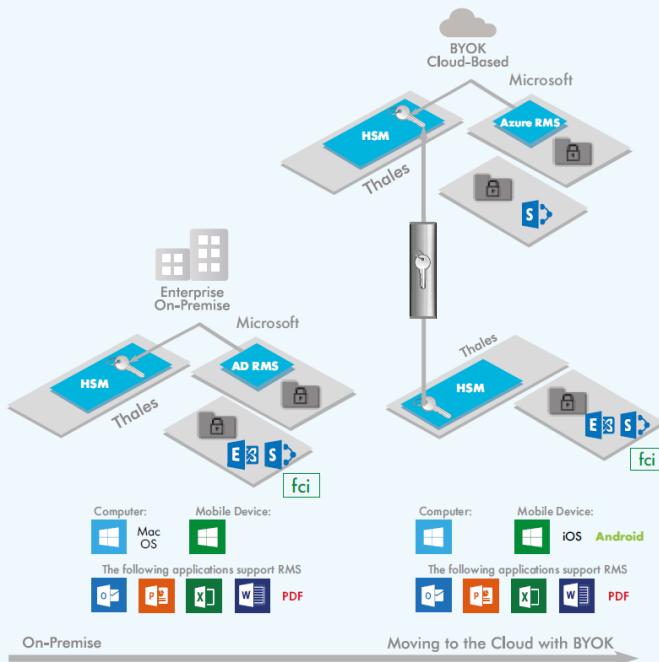 BYOK
Cloud-Based
Microsoft
HSM
Azure RMS
Thales
S
Enterprise
On-Premise
Microsoft
HSM
AD RMS
Thales
E
S
fci
Thales
HSM
E
S
fci
Computer:
Mobile Device:
Mac
OS
The following applications support RMS
O
P
X
W
PDF
Computer:
Mobile Device:
iOS
Android
The following applications support RMS
O
P
X
W
PDF
On-Premise
Moving to the Cloud with BYOK